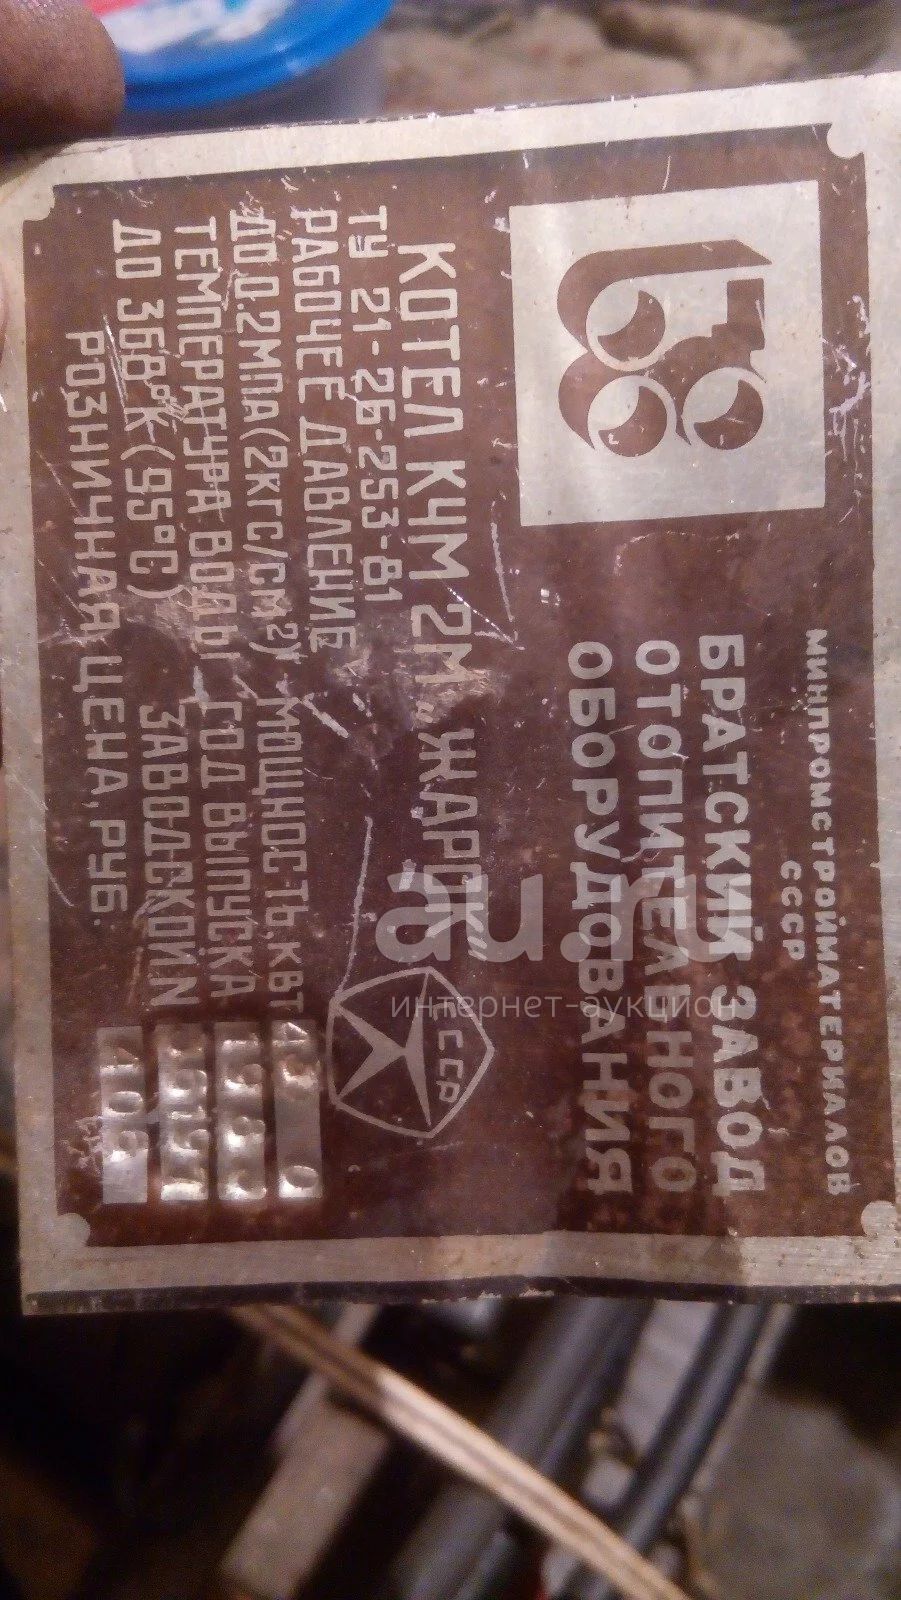 МИНПРОМСТРОЙМАТЕРИАЛОВ
СССР
БРАТСКИЙ ЗАВОД
ОТОПИТЕЛЬНОГО
ОБОРУДОВАНИЯ
КОТЕЛ КЧМ 2М „ЖАРОК”
СССР
ТУ 21-26-253-81
РАБОЧЕЕ ДАВЛЕНИЕ
ДО 0.2МПА(2КГС/СМ²) МОЩНОСТЬ,КВТ
ТЕМПЕРАТУРА ВОДЫ ГОД ВЫПУСКА
ДО 368°К(95°С) ЗАВОДСКОЙ N
РОЗНИЧНАЯ ЦЕНА,РУБ.
au.ru
интернет-аукцион